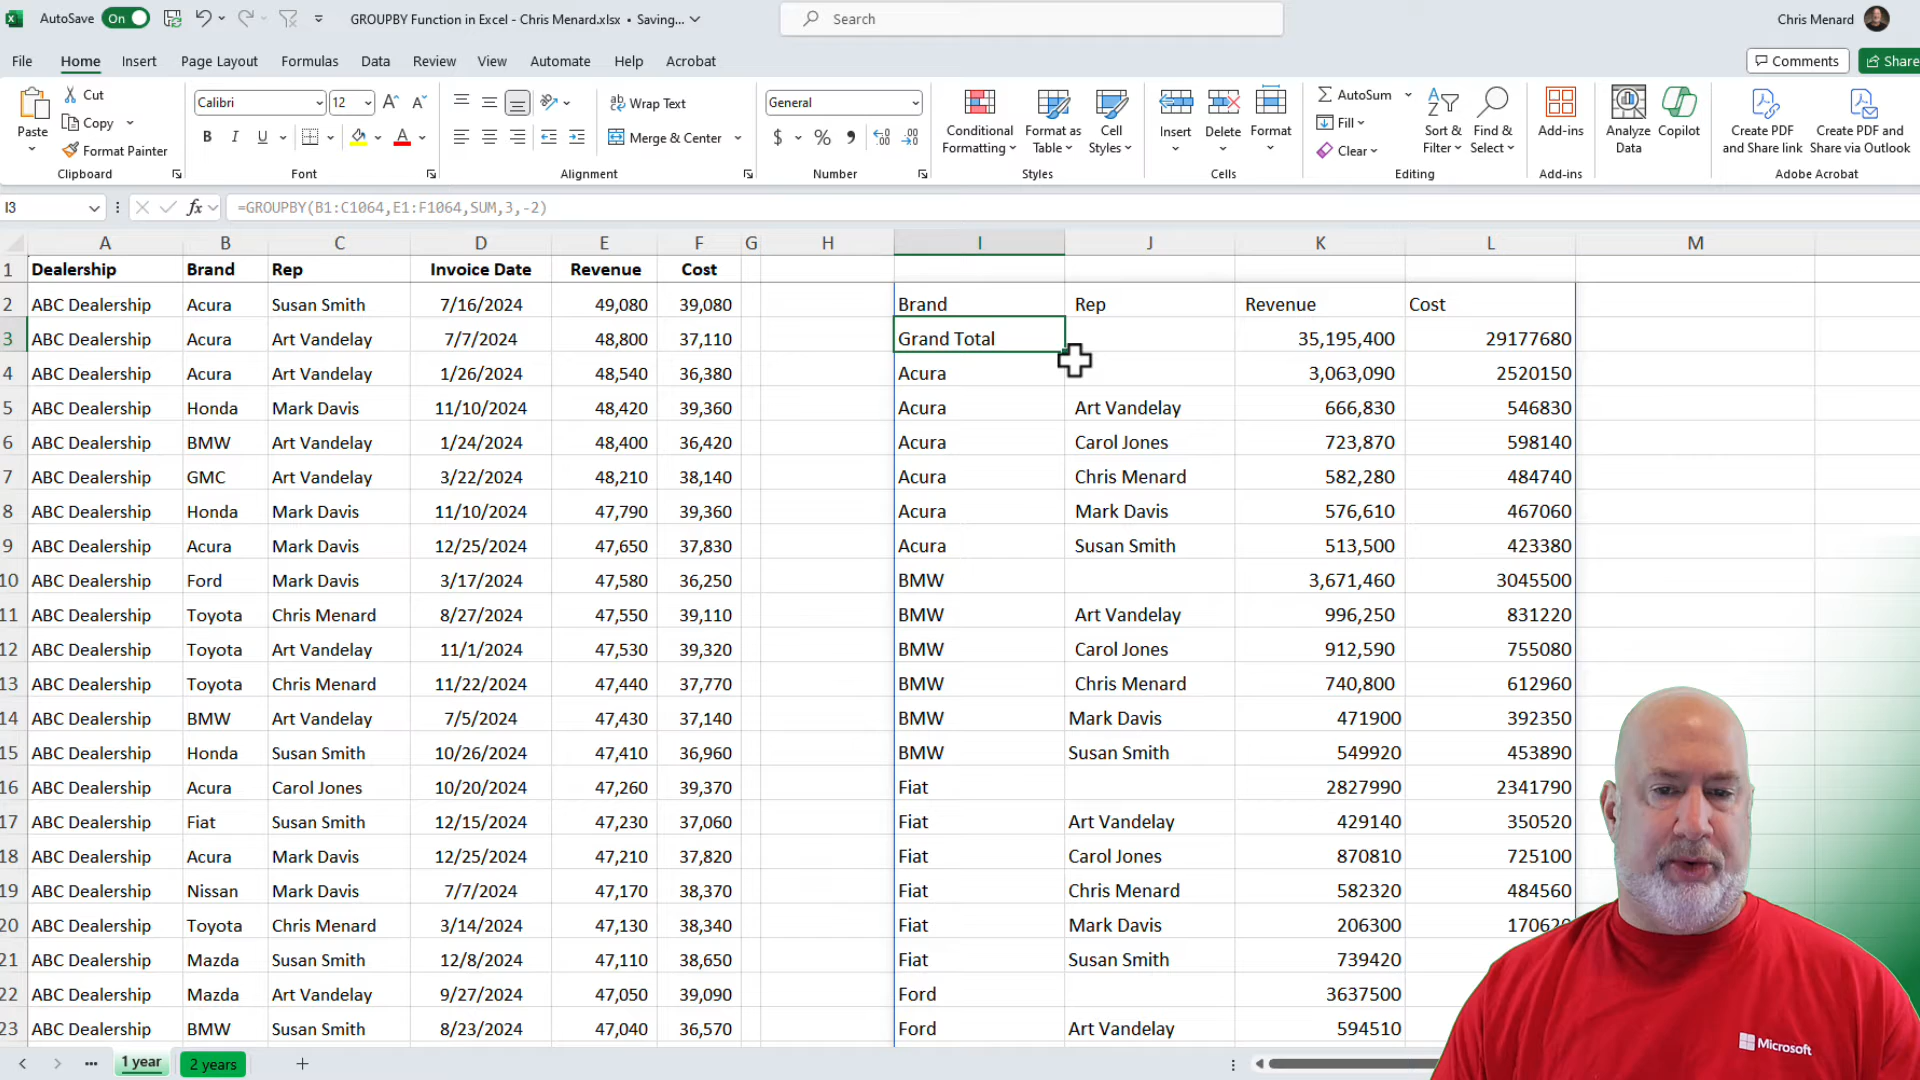 AutoSave On GROUPBY Function in Excel - Chris Menard.xlsx • Saving... Search Chris Menard
File Home Insert Page Layout Formulas Data Review View Automate Help Acrobat Comments Share
Paste Cut Copy Format Painter Clipboard
Calibri 12 B I U A Font
Wrap Text Merge & Center Alignment
General $ % Number
Conditional Formatting Format as Table Cell Styles Styles
Insert Delete Format Cells
AutoSum Fill Clear Sort & Filter Find & Select Editing
Add-ins Add-ins
Analyze Data Copilot
Create PDF and Share link Create PDF and Share via Outlook Adobe Acrobat
I3 fx =GROUPBY(B1:C1064,E1:F1064,SUM,3,-2)
A B C D E F G H I J K L M
1 Dealership Brand Rep Invoice Date Revenue Cost
2 ABC Dealership Acura Susan Smith 7/16/2024 49,080 39,080 Brand Rep Revenue Cost
3 ABC Dealership Acura Art Vandelay 7/7/2024 48,800 37,110 Grand Total 35,195,400 29177680
4 ABC Dealership Acura Art Vandelay 1/26/2024 48,540 36,380 Acura 3,063,090 2520150
5 ABC Dealership Honda Mark Davis 11/10/2024 48,420 39,360 Acura Art Vandelay 666,830 546830
6 ABC Dealership BMW Art Vandelay 1/24/2024 48,400 36,420 Acura Carol Jones 723,870 598140
7 ABC Dealership GMC Art Vandelay 3/22/2024 48,210 38,140 Acura Chris Menard 582,280 484740
8 ABC Dealership Honda Mark Davis 11/10/2024 47,790 39,360 Acura Mark Davis 576,610 467060
9 ABC Dealership Acura Mark Davis 12/25/2024 47,650 37,830 Acura Susan Smith 513,500 423380
10 ABC Dealership Ford Mark Davis 3/17/2024 47,580 36,250 BMW 3,671,460 3045500
11 ABC Dealership Toyota Chris Menard 8/27/2024 47,550 39,110 BMW Art Vandelay 996,250 831220
12 ABC Dealership Toyota Art Vandelay 11/1/2024 47,530 39,320 BMW Carol Jones 912,590 755080
13 ABC Dealership Toyota Chris Menard 11/22/2024 47,440 37,770 BMW Chris Menard 740,800 612960
14 ABC Dealership BMW Art Vandelay 7/5/2024 47,430 37,140 BMW Mark Davis 471900 392350
15 ABC Dealership Honda Susan Smith 10/26/2024 47,410 36,960 BMW Susan Smith 549920 453890
16 ABC Dealership Acura Carol Jones 10/20/2024 47,260 39,370 Fiat 2827990 2341790
17 ABC Dealership Fiat Susan Smith 12/15/2024 47,230 37,060 Fiat Art Vandelay 429140 350520
18 ABC Dealership Acura Mark Davis 12/25/2024 47,210 37,820 Fiat Carol Jones 870810 725100
19 ABC Dealership Nissan Mark Davis 7/7/2024 47,170 38,370 Fiat Chris Menard 582320 484560
20 ABC Dealership Toyota Chris Menard 3/14/2024 47,130 38,340 Fiat Mark Davis 206300
21 ABC Dealership Mazda Susan Smith 12/8/2024 47,110 38,650 Fiat Susan Smith 739420
22 ABC Dealership Mazda Art Vandelay 9/27/2024 47,050 39,090 Ford 3637500
23 ABC Dealership BMW Susan Smith 8/23/2024 47,040 36,570 Ford Art Vandelay 594510
Microsoft
1 year 2 years